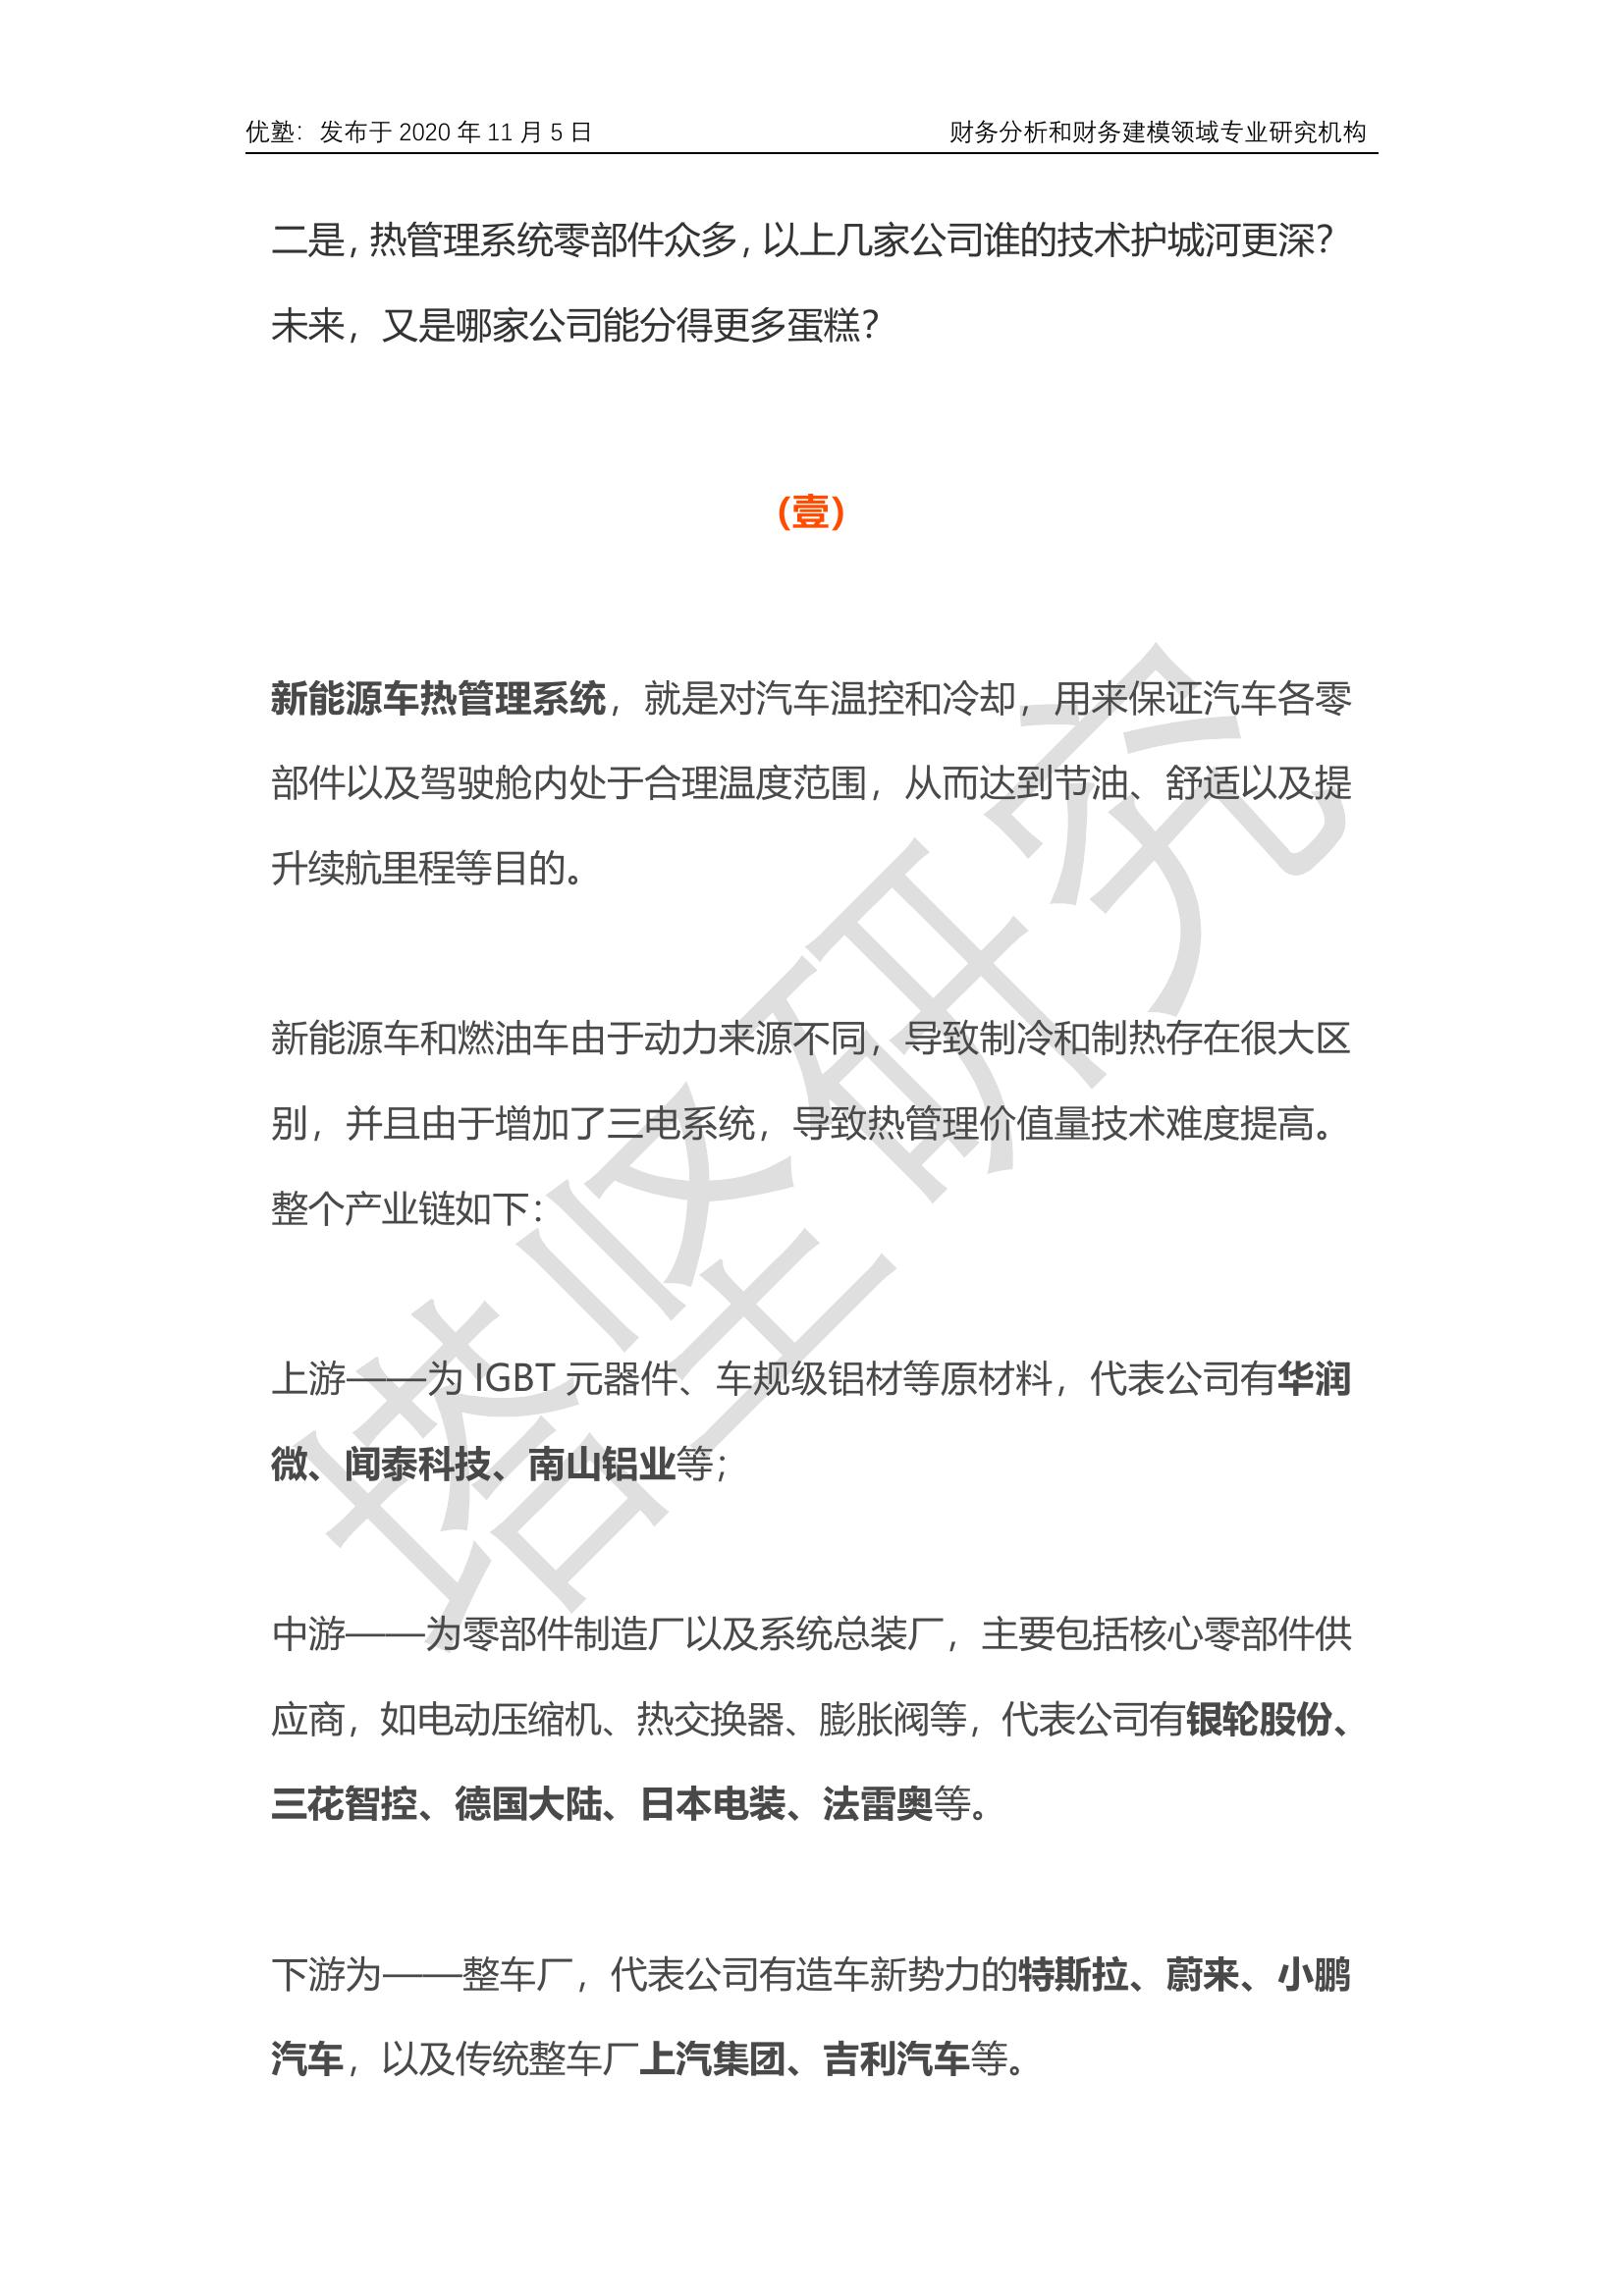 优塾：发布于 2020 年 11 月 5 日 财务分析和财务建模领域专业研究机构
二是，热管理系统零部件众多，以上几家公司谁的技术护城河更深？
未来，又是哪家公司能分得更多蛋糕？
(壹)
新能源车热管理系统，就是对汽车温控和冷却，用来保证汽车各零
部件以及驾驶舱内处于合理温度范围，从而达到节油、舒适以及提
升续航里程等目的。
新能源车和燃油车由于动力来源不同，导致制冷和制热存在很大区
别，并且由于增加了三电系统，导致热管理价值量技术难度提高。
整个产业链如下：
上游——为 IGBT 元器件、车规级铝材等原材料，代表公司有华润
微、闻泰科技、南山铝业等；
中游——为零部件制造厂以及系统总装厂，主要包括核心零部件供
应商，如电动压缩机、热交换器、膨胀阀等，代表公司有银轮股份、
三花智控、德国大陆、日本电装、法雷奥等。
下游为——整车厂，代表公司有造车新势力的特斯拉、蔚来、小鹏
汽车，以及传统整车厂上汽集团、吉利汽车等。
塔坚研究